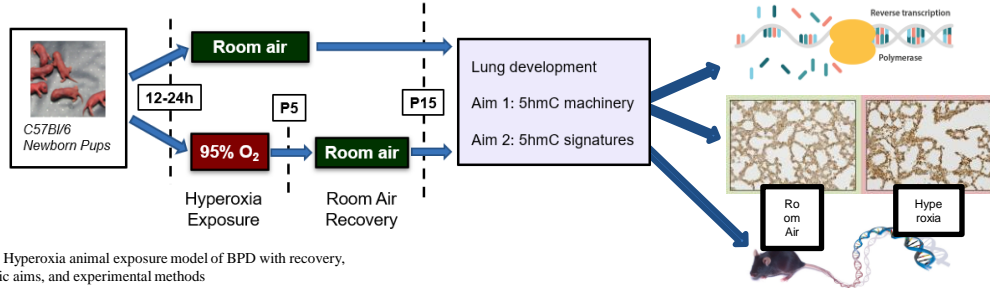 C57Bl/6
Newborn Pups
12-24h
Room air
95% O₂
P5
Room air
P15
Hyperoxia
Exposure
Room Air
Recovery
Lung development
Aim 1: 5hmC machinery
Aim 2: 5hmC signatures
Reverse transcription
Polymerase
Ro
om
Air
Hype
roxia
Hyperoxia animal exposure model of BPD with recovery,
ic aims, and experimental methods